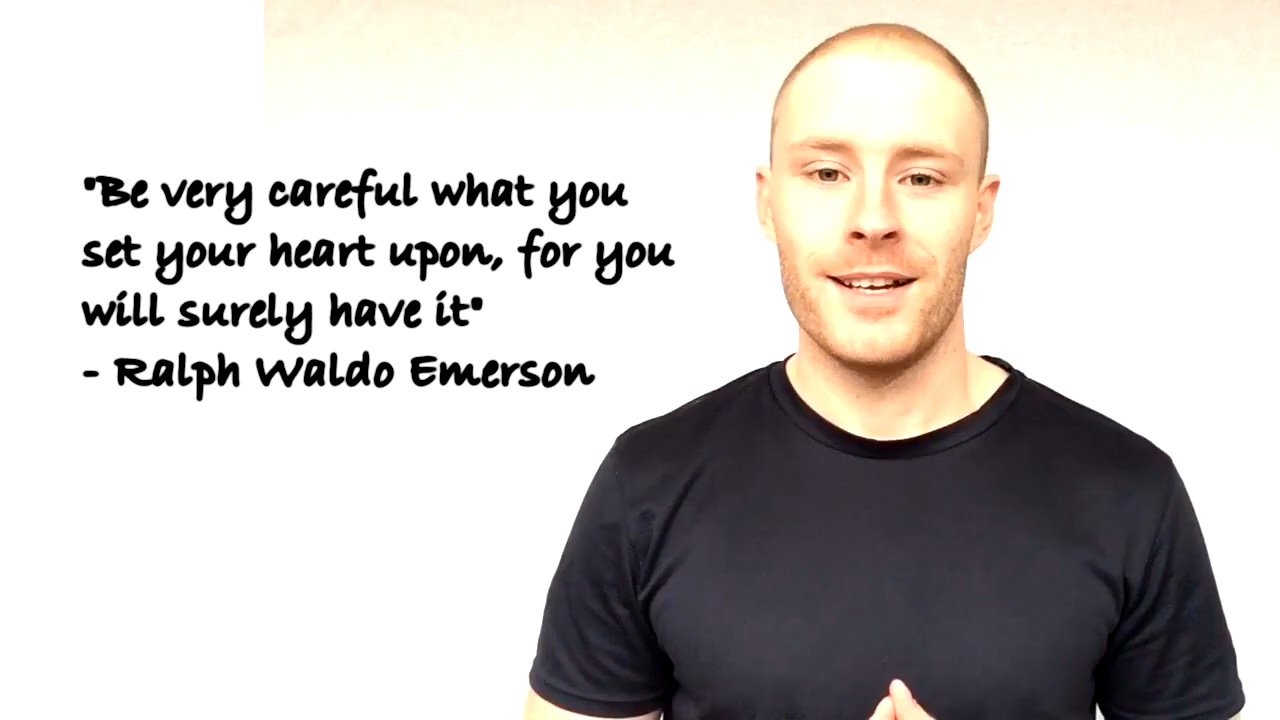 "Be very careful what you
set your heart upon, for you
will surely have it"
- Ralph Waldo Emerson